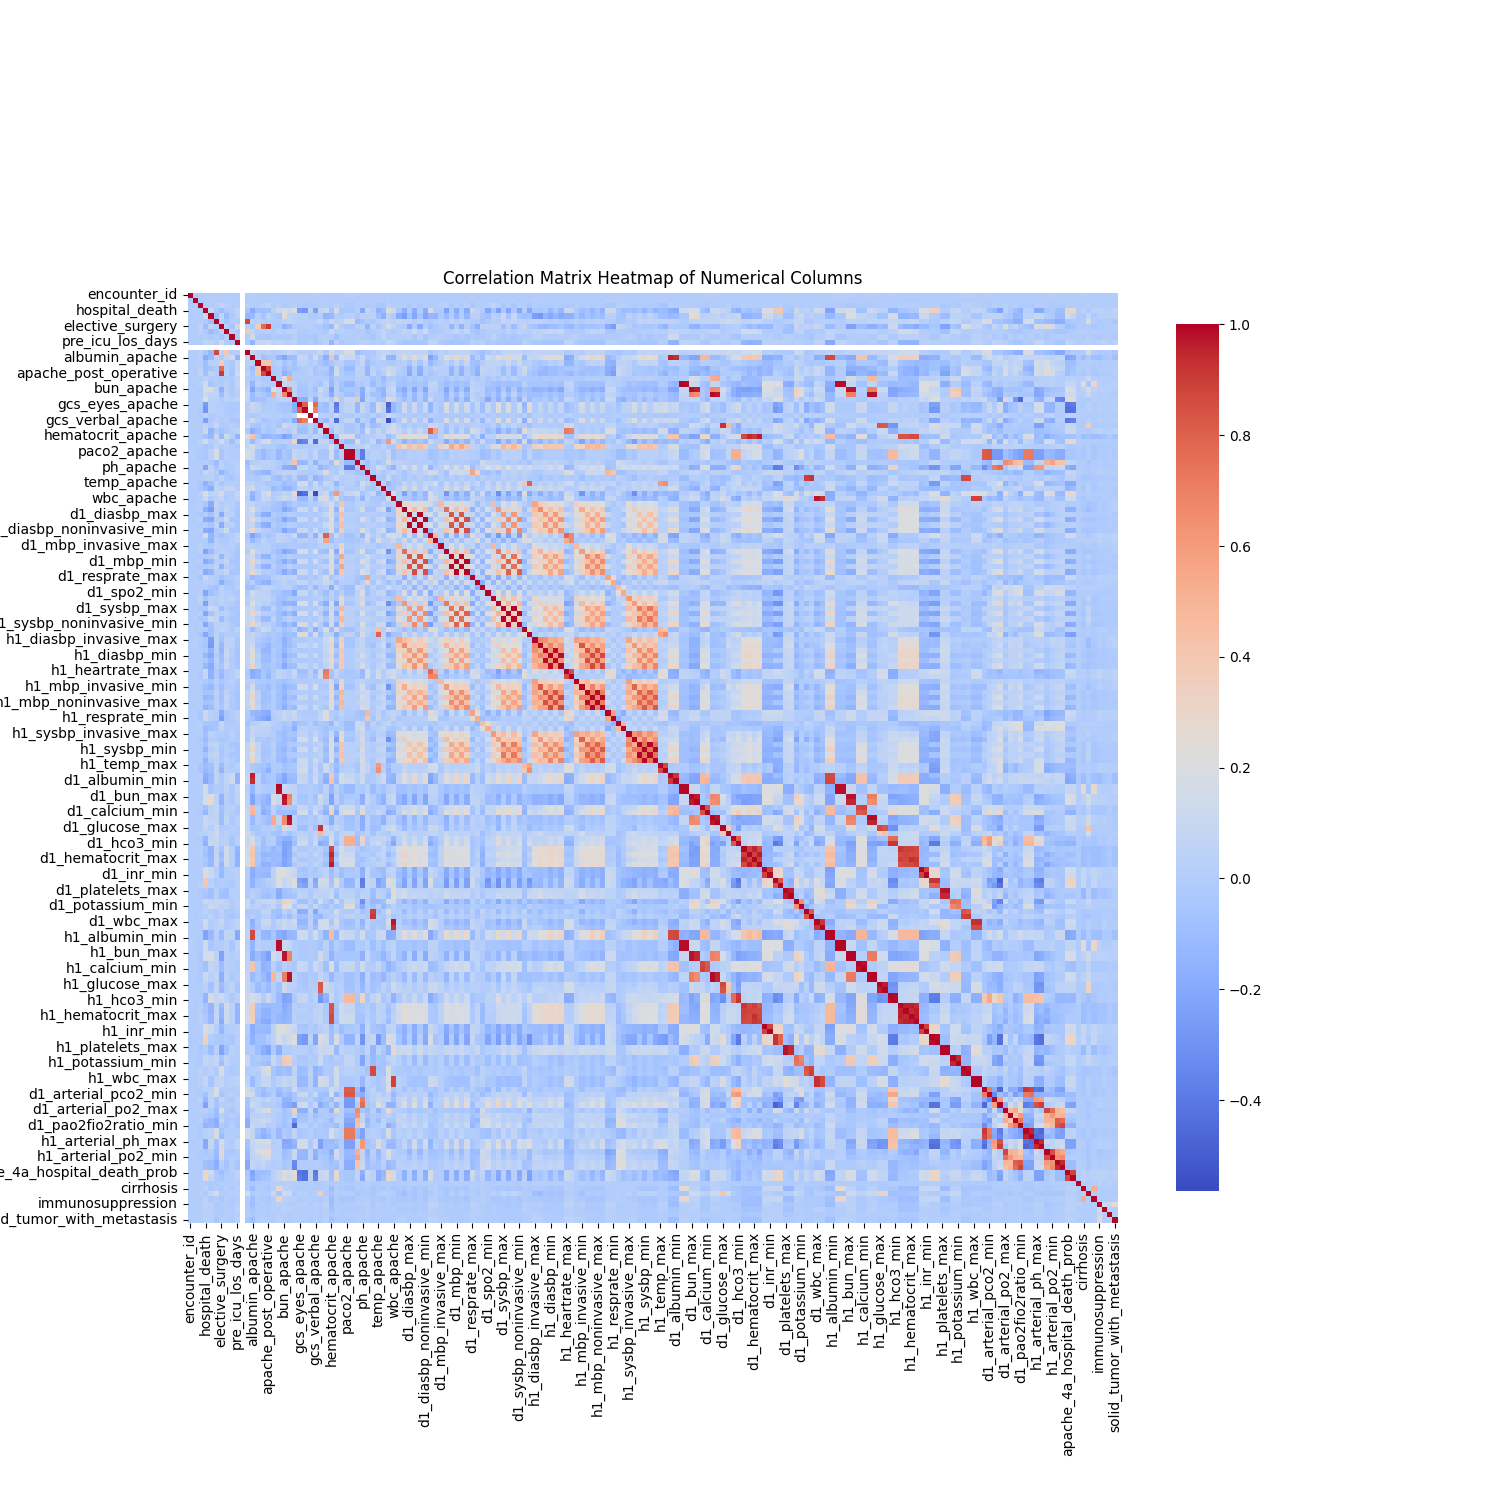 Correlation Matrix Heatmap of Numerical Columns
encounter_id
hospital_death
elective_surgery
pre_icu_los_days
albumin_apache
apache_post_operative
bun_apache
gcs_eyes_apache
gcs_verbal_apache
hematocrit_apache
paco2_apache
ph_apache
temp_apache
wbc_apache
d1_diasbp_max
_diasbp_noninvasive_min
d1_mbp_invasive_max
d1_mbp_min
d1_resprate_max
d1_spo2_min
d1_sysbp_max
1_sysbp_noninvasive_min
h1_diasbp_invasive_max
h1_diasbp_min
h1_heartrate_max
h1_mbp_invasive_min
h1_mbp_noninvasive_max
h1_resprate_min
h1_sysbp_invasive_max
h1_sysbp_min
h1_temp_max
d1_albumin_min
d1_bun_max
d1_calcium_min
d1_glucose_max
d1_hco3_min
d1_hematocrit_max
d1_inr_min
d1_platelets_max
d1_potassium_min
d1_wbc_max
h1_albumin_min
h1_bun_max
h1_calcium_min
h1_glucose_max
h1_hco3_min
h1_hematocrit_max
h1_inr_min
h1_platelets_max
h1_potassium_min
h1_wbc_max
d1_arterial_pco2_min
d1_arterial_po2_max
d1_pao2fio2ratio_min
h1_arterial_ph_max
h1_arterial_po2_min
e_4a_hospital_death_prob
cirrhosis
immunosuppression
d_tumor_with_metastasis
encounter_id
hospital_death
elective_surgery
pre_icu_los_days
albumin_apache
apache_post_operative
bun_apache
gcs_eyes_apache
gcs_verbal_apache
hematocrit_apache
paco2_apache
ph_apache
temp_apache
wbc_apache
d1_diasbp_max
d1_diasbp_noninvasive_min
d1_mbp_invasive_max
d1_mbp_min
d1_resprate_max
d1_spo2_min
d1_sysbp_max
d1_sysbp_noninvasive_min
h1_diasbp_invasive_max
h1_diasbp_min
h1_heartrate_max
h1_mbp_invasive_min
h1_mbp_noninvasive_max
h1_resprate_min
h1_sysbp_invasive_max
h1_sysbp_min
h1_temp_max
d1_albumin_min
d1_bun_max
d1_calcium_min
d1_glucose_max
d1_hco3_min
d1_hematocrit_max
d1_inr_min
d1_platelets_max
d1_potassium_min
d1_wbc_max
h1_albumin_min
h1_bun_max
h1_calcium_min
h1_glucose_max
h1_hco3_min
h1_hematocrit_max
h1_inr_min
h1_platelets_max
h1_potassium_min
h1_wbc_max
d1_arterial_pco2_min
d1_arterial_po2_max
d1_pao2fio2ratio_min
h1_arterial_ph_max
h1_arterial_po2_min
apache_4a_hospital_death_prob
cirrhosis
immunosuppression
solid_tumor_with_metastasis
1.0
0.8
0.6
0.4
0.2
0.0
−0.2
−0.4